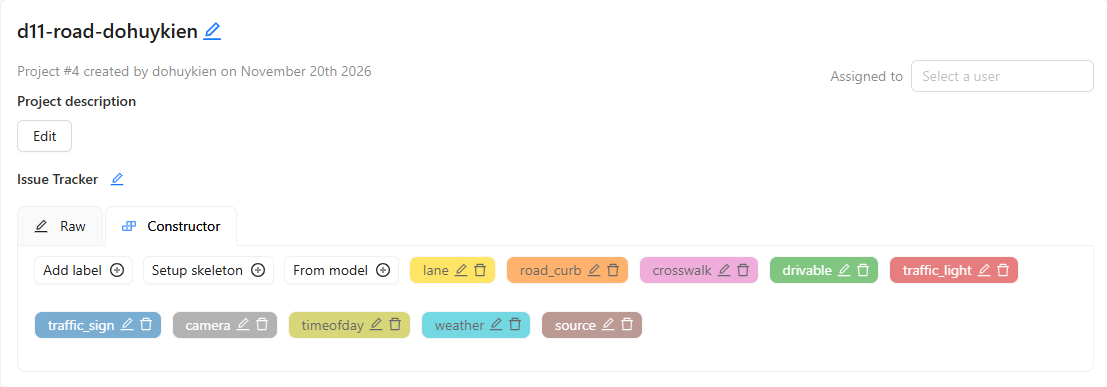 d11-road-dohuykien
Project #4 created by dohuykien on November 20th 2026
Assigned to
Select a user
Project description
Edit
Issue Tracker
Raw
Constructor
Add label
Setup skeleton
From model
lane
road_curb
crosswalk
drivable
traffic_light
traffic_sign
camera
timeofday
weather
source